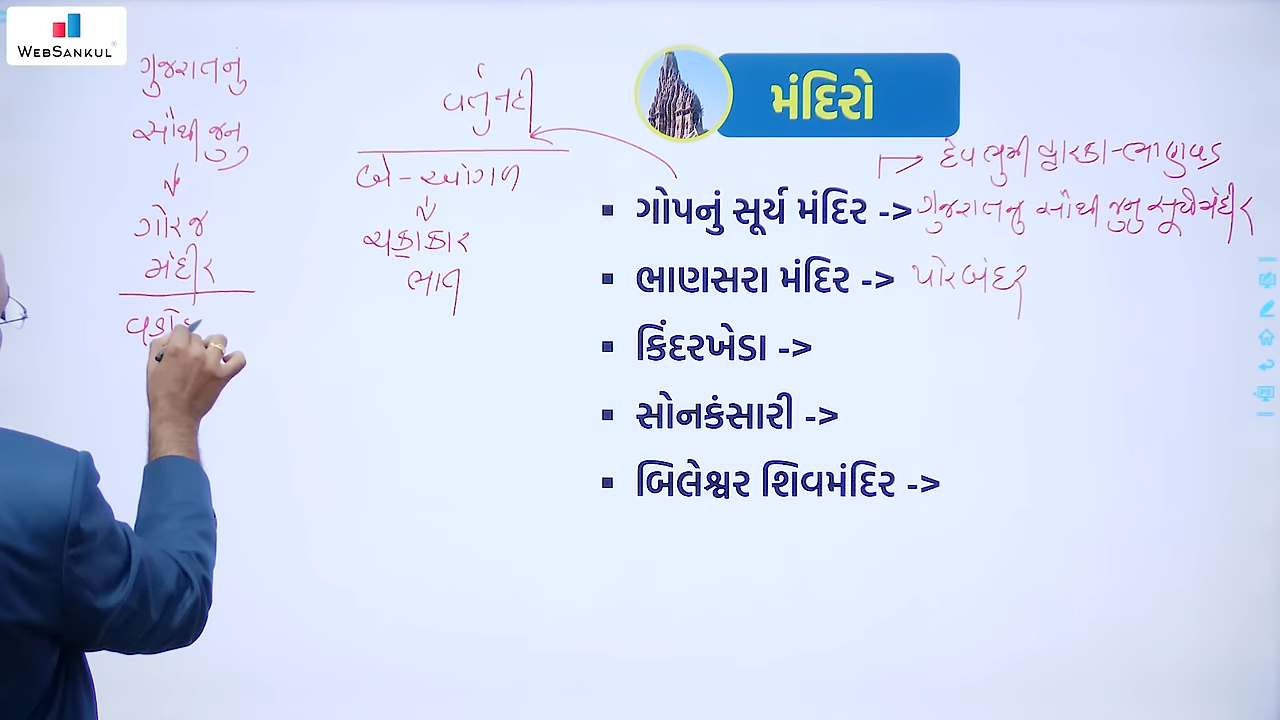 WEBSANKUL
ગુજરાતનું
સૌથી જુનુ
ગોરજ
મંદીર
વર્તુનદી
બે-આંગળ
ચક્રાકાર
ભાત
મંદિરો
દેવભુમી દ્વારકા-ભાણવડ
ગોપનું સૂર્ય મંદિર -> ગુજરાતનુ સૌથી જુનુ સૂર્યમંદીર
ભાણસરા મંદિર -> પોરબંદર
કિંદરખેડા ->
સોનકંસારી ->
બિલેશ્વર શિવમંદિર ->